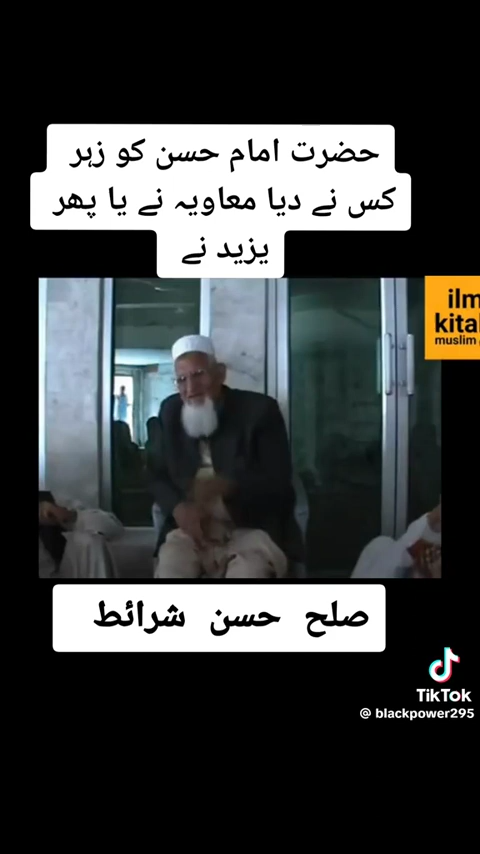 حضرت امام حسن کو زہر
کس نے دیا معاویہ نے یا پھر
یزید نے
ilm
kita
muslim
صلح حسن شرائط
TikTok
@ blackpower295